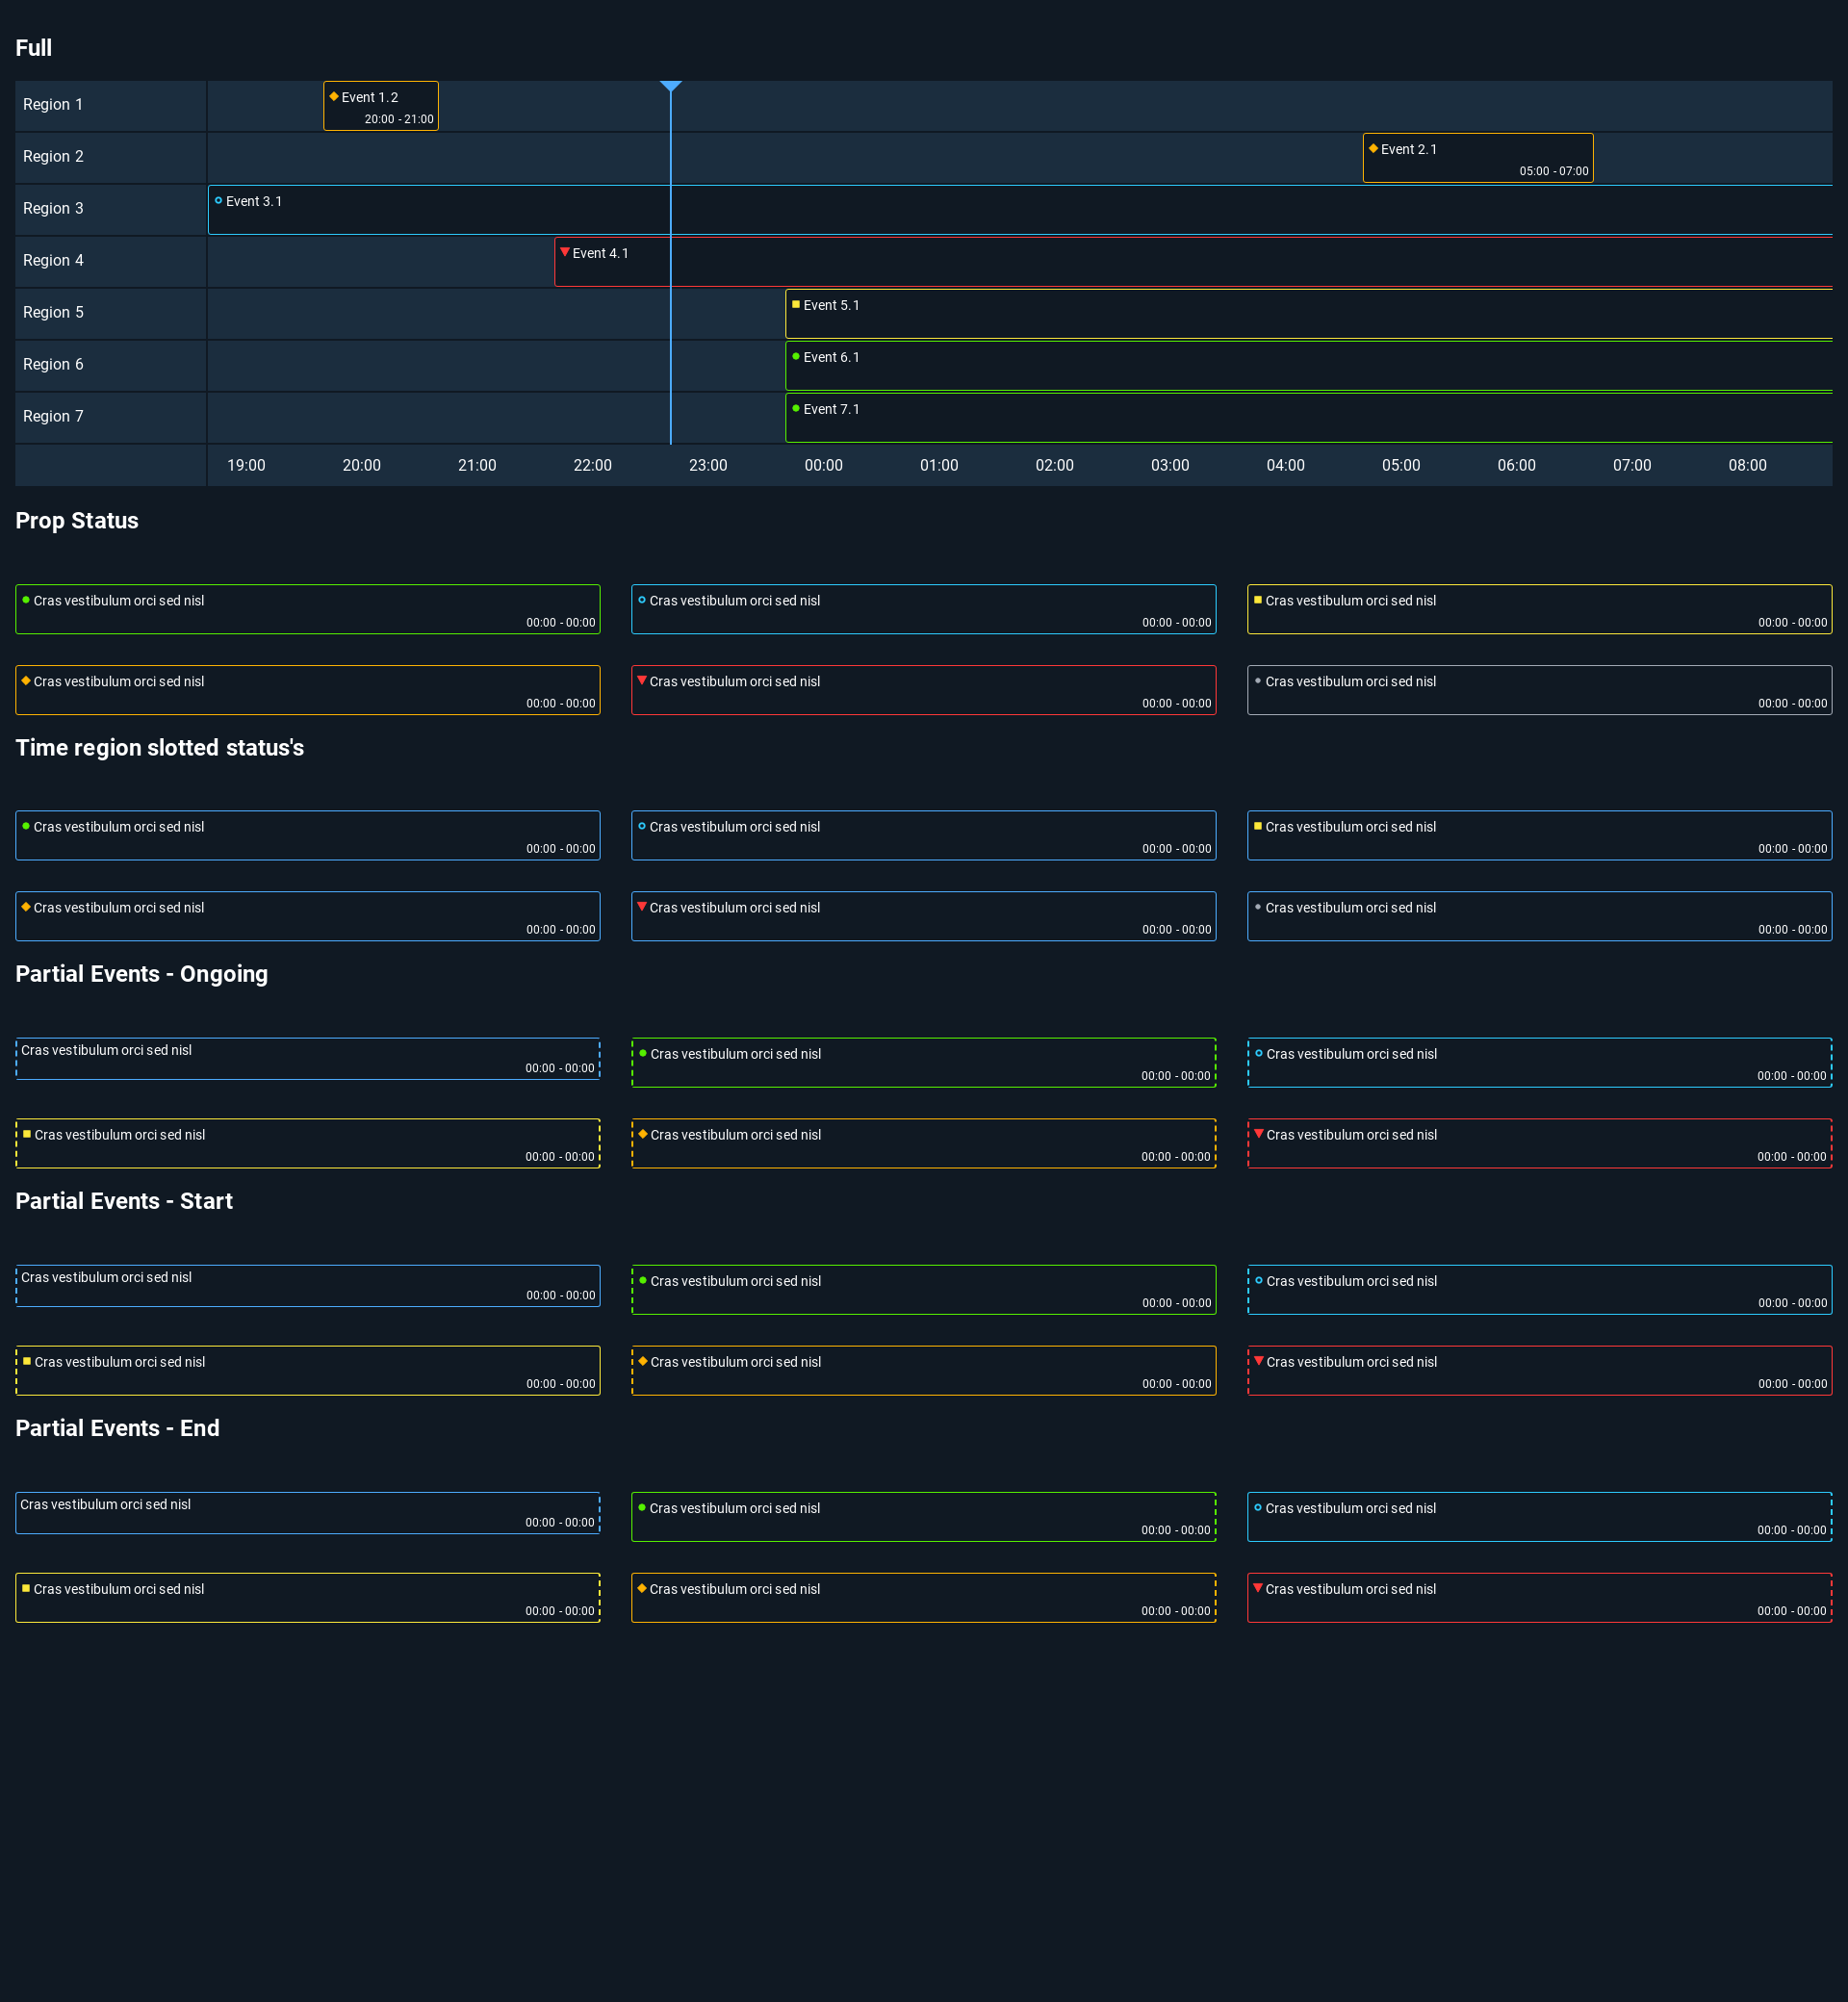 Full
Region 1
Event 1.2
20:00 - 21:00
Region 2
Event 2.1
05:00 - 07:00
Region 3
Event 3.1
Region 4
Event 4.1
Region 5
Event 5.1
Region 6
Event 6.1
Region 7
Event 7.1
19:00 20:00 21:00 22:00 23:00 00:00 01:00 02:00 03:00 04:00 05:00 06:00 07:00 08:00
Prop Status
Cras vestibulum orci sed nisl
00:00 - 00:00
Cras vestibulum orci sed nisl
00:00 - 00:00
Cras vestibulum orci sed nisl
00:00 - 00:00
Cras vestibulum orci sed nisl
00:00 - 00:00
Cras vestibulum orci sed nisl
00:00 - 00:00
Cras vestibulum orci sed nisl
00:00 - 00:00
Time region slotted status's
Cras vestibulum orci sed nisl
00:00 - 00:00
Cras vestibulum orci sed nisl
00:00 - 00:00
Cras vestibulum orci sed nisl
00:00 - 00:00
Cras vestibulum orci sed nisl
00:00 - 00:00
Cras vestibulum orci sed nisl
00:00 - 00:00
Cras vestibulum orci sed nisl
00:00 - 00:00
Partial Events - Ongoing
Cras vestibulum orci sed nisl
00:00 - 00:00
Cras vestibulum orci sed nisl
00:00 - 00:00
Cras vestibulum orci sed nisl
00:00 - 00:00
Cras vestibulum orci sed nisl
00:00 - 00:00
Cras vestibulum orci sed nisl
00:00 - 00:00
Cras vestibulum orci sed nisl
00:00 - 00:00
Partial Events - Start
Cras vestibulum orci sed nisl
00:00 - 00:00
Cras vestibulum orci sed nisl
00:00 - 00:00
Cras vestibulum orci sed nisl
00:00 - 00:00
Cras vestibulum orci sed nisl
00:00 - 00:00
Cras vestibulum orci sed nisl
00:00 - 00:00
Cras vestibulum orci sed nisl
00:00 - 00:00
Partial Events - End
Cras vestibulum orci sed nisl
00:00 - 00:00
Cras vestibulum orci sed nisl
00:00 - 00:00
Cras vestibulum orci sed nisl
00:00 - 00:00
Cras vestibulum orci sed nisl
00:00 - 00:00
Cras vestibulum orci sed nisl
00:00 - 00:00
Cras vestibulum orci sed nisl
00:00 - 00:00